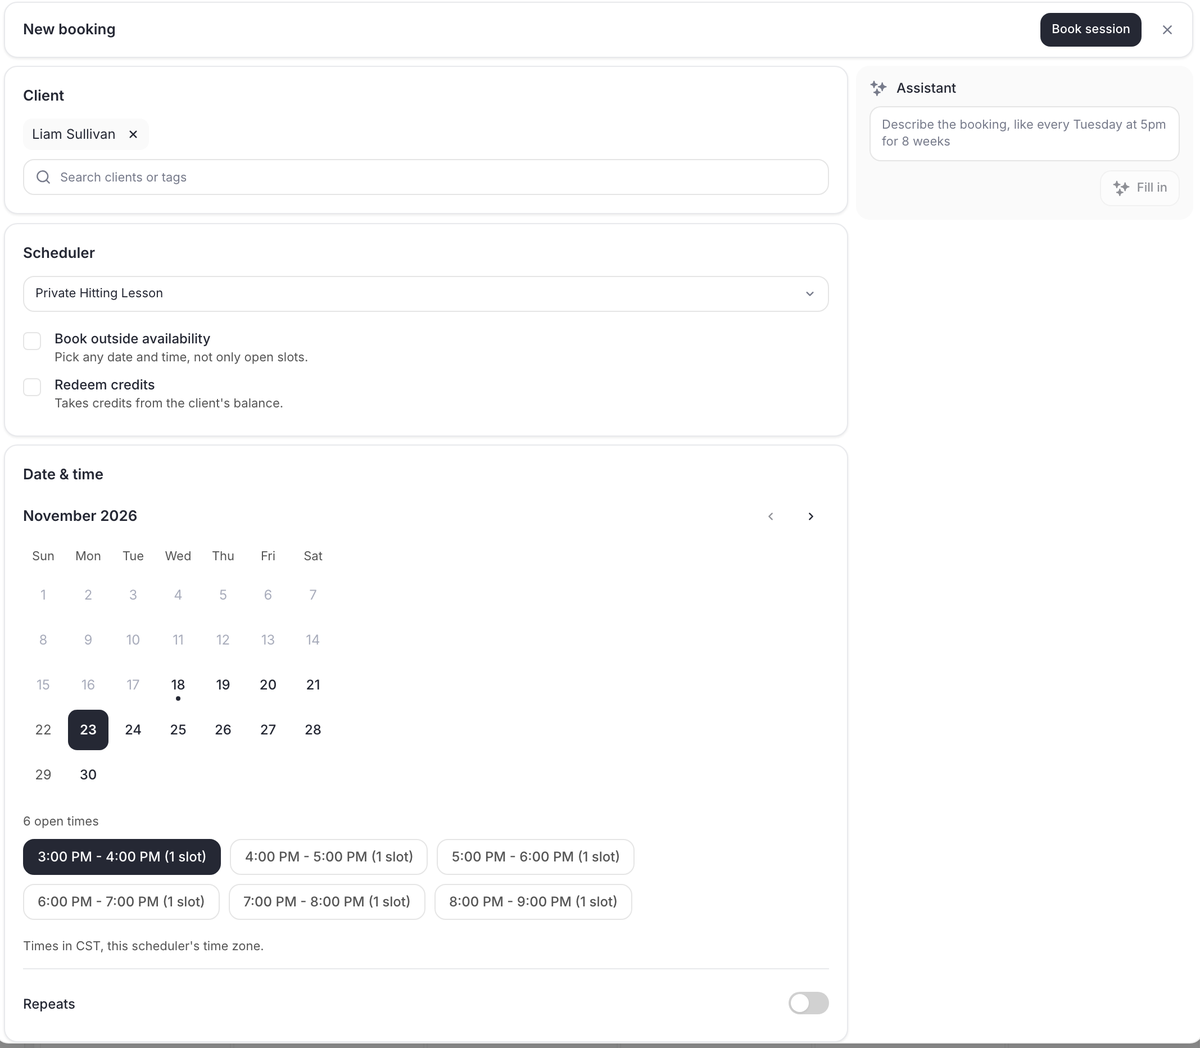 New booking
Book session
Client
Liam Sullivan
Search clients or tags
Assistant
Describe the booking, like every Tuesday at 5pm
for 8 weeks
Fill in
Scheduler
Private Hitting Lesson
Book outside availability
Pick any date and time, not only open slots.
Redeem credits
Takes credits from the client's balance.
Date & time
November 2026
Sun Mon Tue Wed Thu Fri Sat
1 2 3 4 5 6 7
8 9 10 11 12 13 14
15 16 17 18 19 20 21
22 23 24 25 26 27 28
29 30
6 open times
3:00 PM - 4:00 PM (1 slot) 4:00 PM - 5:00 PM (1 slot) 5:00 PM - 6:00 PM (1 slot)
6:00 PM - 7:00 PM (1 slot) 7:00 PM - 8:00 PM (1 slot) 8:00 PM - 9:00 PM (1 slot)
Times in CST, this scheduler's time zone.
Repeats